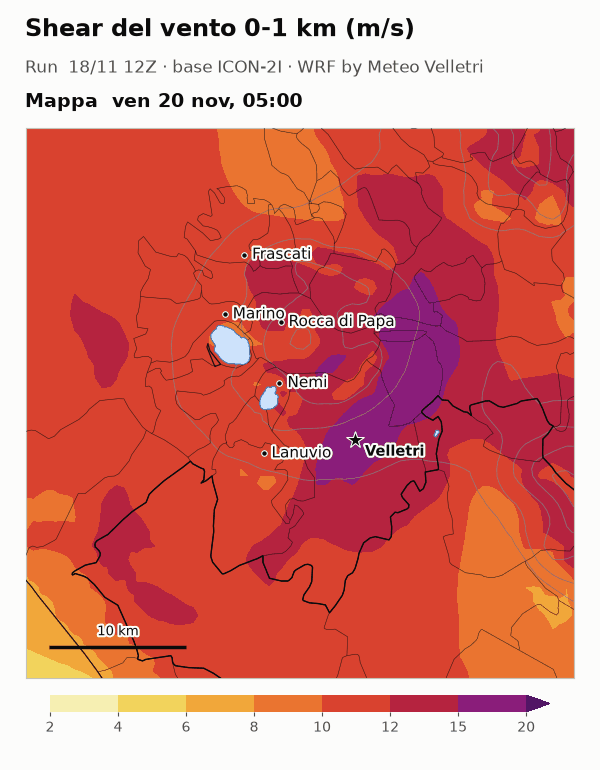 Shear del vento 0-1 km (m/s)
Run  18/11 12Z · base ICON-2I · WRF by Meteo Velletri
Mappa  ven 20 nov, 05:00
Frascati
Marino
Rocca di Papa
Nemi
Velletri
Lanuvio
10 km
2 4 6 8 10 12 15 20